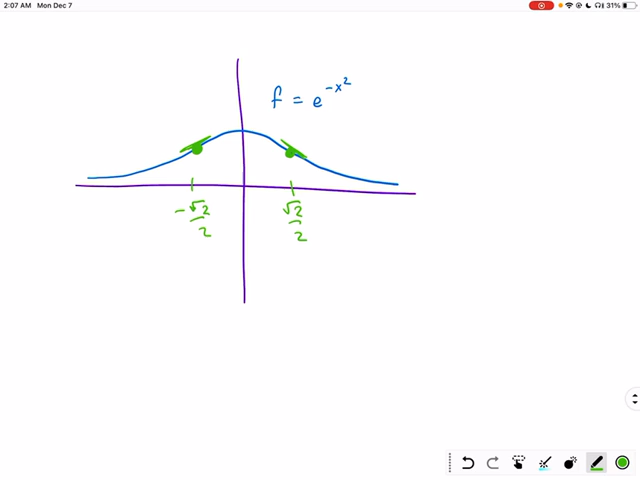 2:07 AM Mon Dec 7
31%
f = e^{-x^2}
-√2/2
√2/2